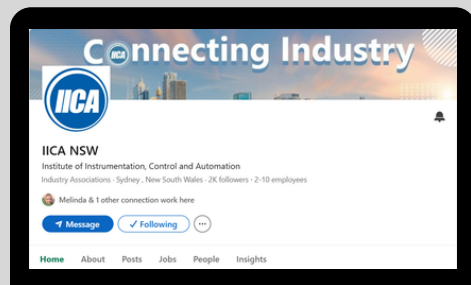 Connecting Industry
IICA
IICA NSW
Institute of Instrumentation, Control and Automation
Industry Associations · Sydney, New South Wales · 2K followers · 2-10 employees
Melinda & 1 other connection work here
Message Following
Home About Posts Jobs People Insights